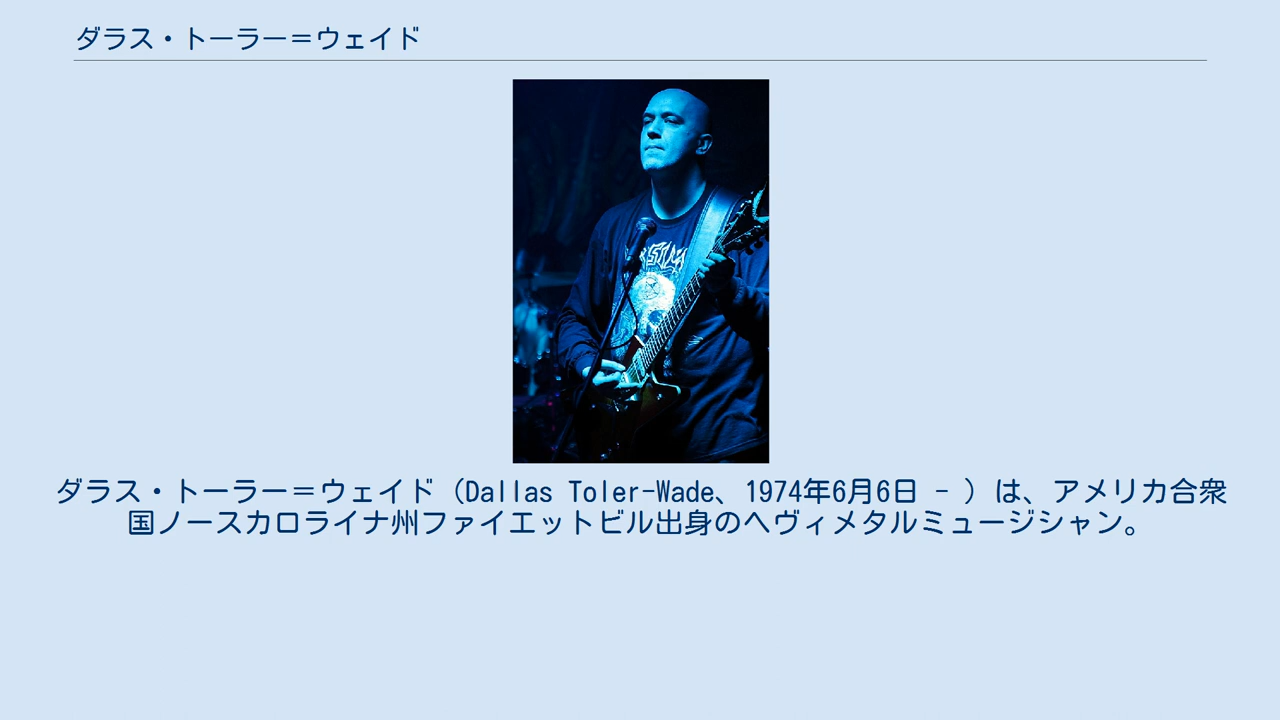 ダラス・トーラー＝ウェイド
ダラス・トーラー＝ウェイド（Dallas Toler-Wade、1974年6月6日 - ）は、アメリカ合衆
国ノースカロライナ州ファイエットビル出身のヘヴィメタルミュージシャン。